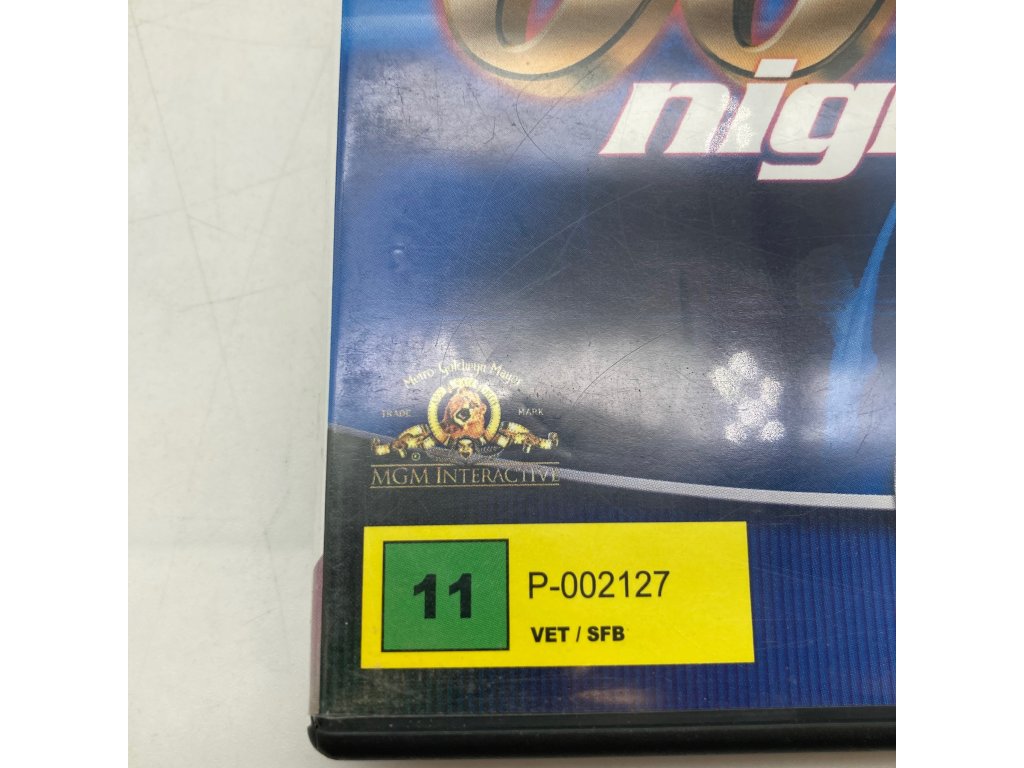 nig
Metro Goldwyn Mayer
TRADE MARK
MGM INTERACTIVE
11
P-002127
VET / SFB